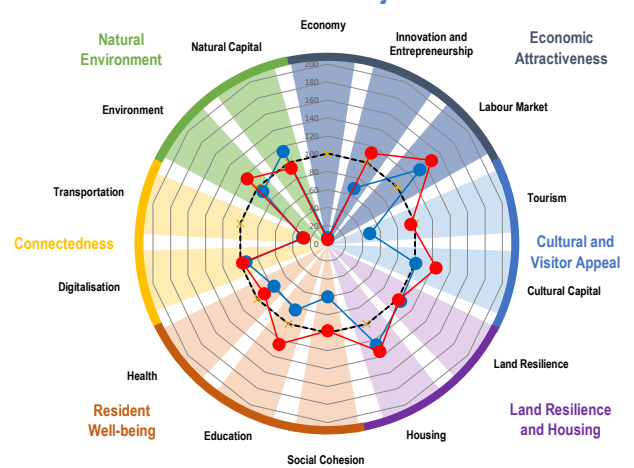 Economy
Natural
Environment
Natural Capital
Innovation and
Entrepreneurship
Economic
Attractiveness
Environment
Labour Market
200
180
160
140
120
100
80
60
40
20
0
Transportation
Tourism
Connectedness
Cultural and
Visitor Appeal
Digitalisation
Cultural Capital
Health
Land Resilience
Resident
Well-being
Land Resilience
and Housing
Education
Housing
Social Cohesion